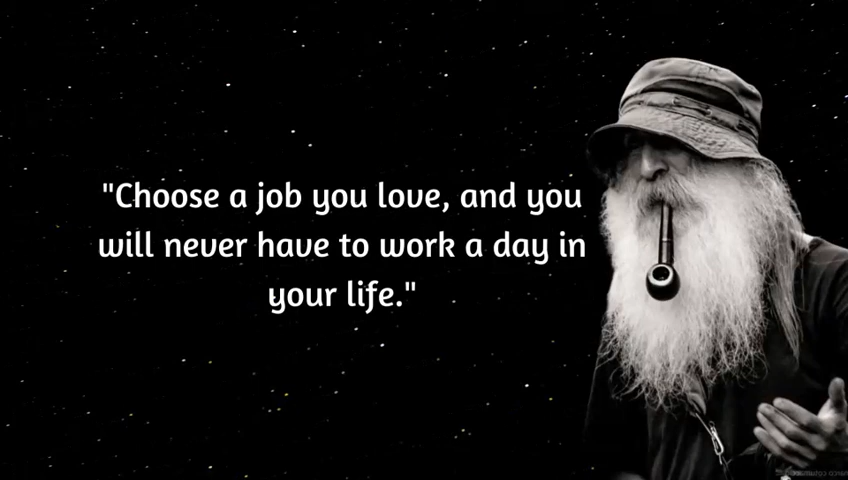 "Choose a job you love, and you
will never have to work a day in
your life."